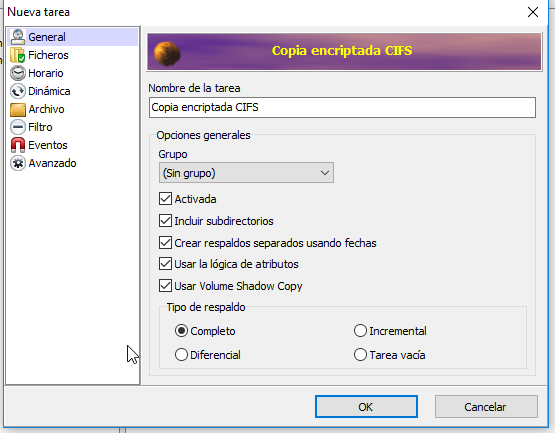 Nueva tarea
General
Ficheros
Horario
Dinámica
Archivo
Filtro
Eventos
Avanzado
Copia encriptada CIFS
Nombre de la tarea
Copia encriptada CIFS
Opciones generales
Grupo
(Sin grupo)
Activada
Incluir subdirectorios
Crear respaldos separados usando fechas
Usar la lógica de atributos
Usar Volume Shadow Copy
Tipo de respaldo
Completo
Incremental
Diferencial
Tarea vacía
OK
Cancelar